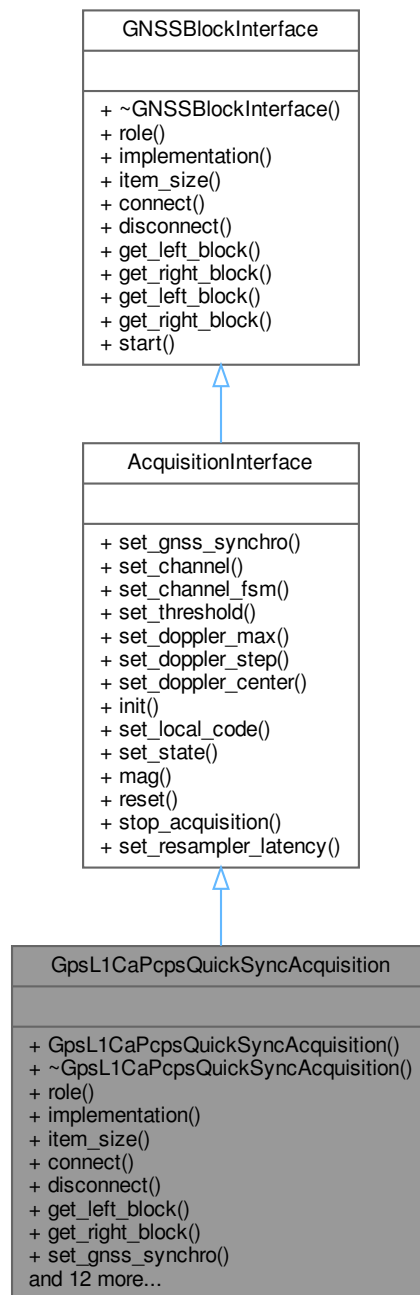 GNSSBlockInterface
+ ~GNSSBlockInterface()
+ role()
+ implementation()
+ item_size()
+ connect()
+ disconnect()
+ get_left_block()
+ get_right_block()
+ get_left_block()
+ get_right_block()
+ start()
AcquisitionInterface
+ set_gnss_synchro()
+ set_channel()
+ set_channel_fsm()
+ set_threshold()
+ set_doppler_max()
+ set_doppler_step()
+ set_doppler_center()
+ init()
+ set_local_code()
+ set_state()
+ mag()
+ reset()
+ stop_acquisition()
+ set_resampler_latency()
GpsL1CaPcpsQuickSyncAcquisition
+ GpsL1CaPcpsQuickSyncAcquisition()
+ ~GpsL1CaPcpsQuickSyncAcquisition()
+ role()
+ implementation()
+ item_size()
+ connect()
+ disconnect()
+ get_left_block()
+ get_right_block()
+ set_gnss_synchro()
and 12 more...